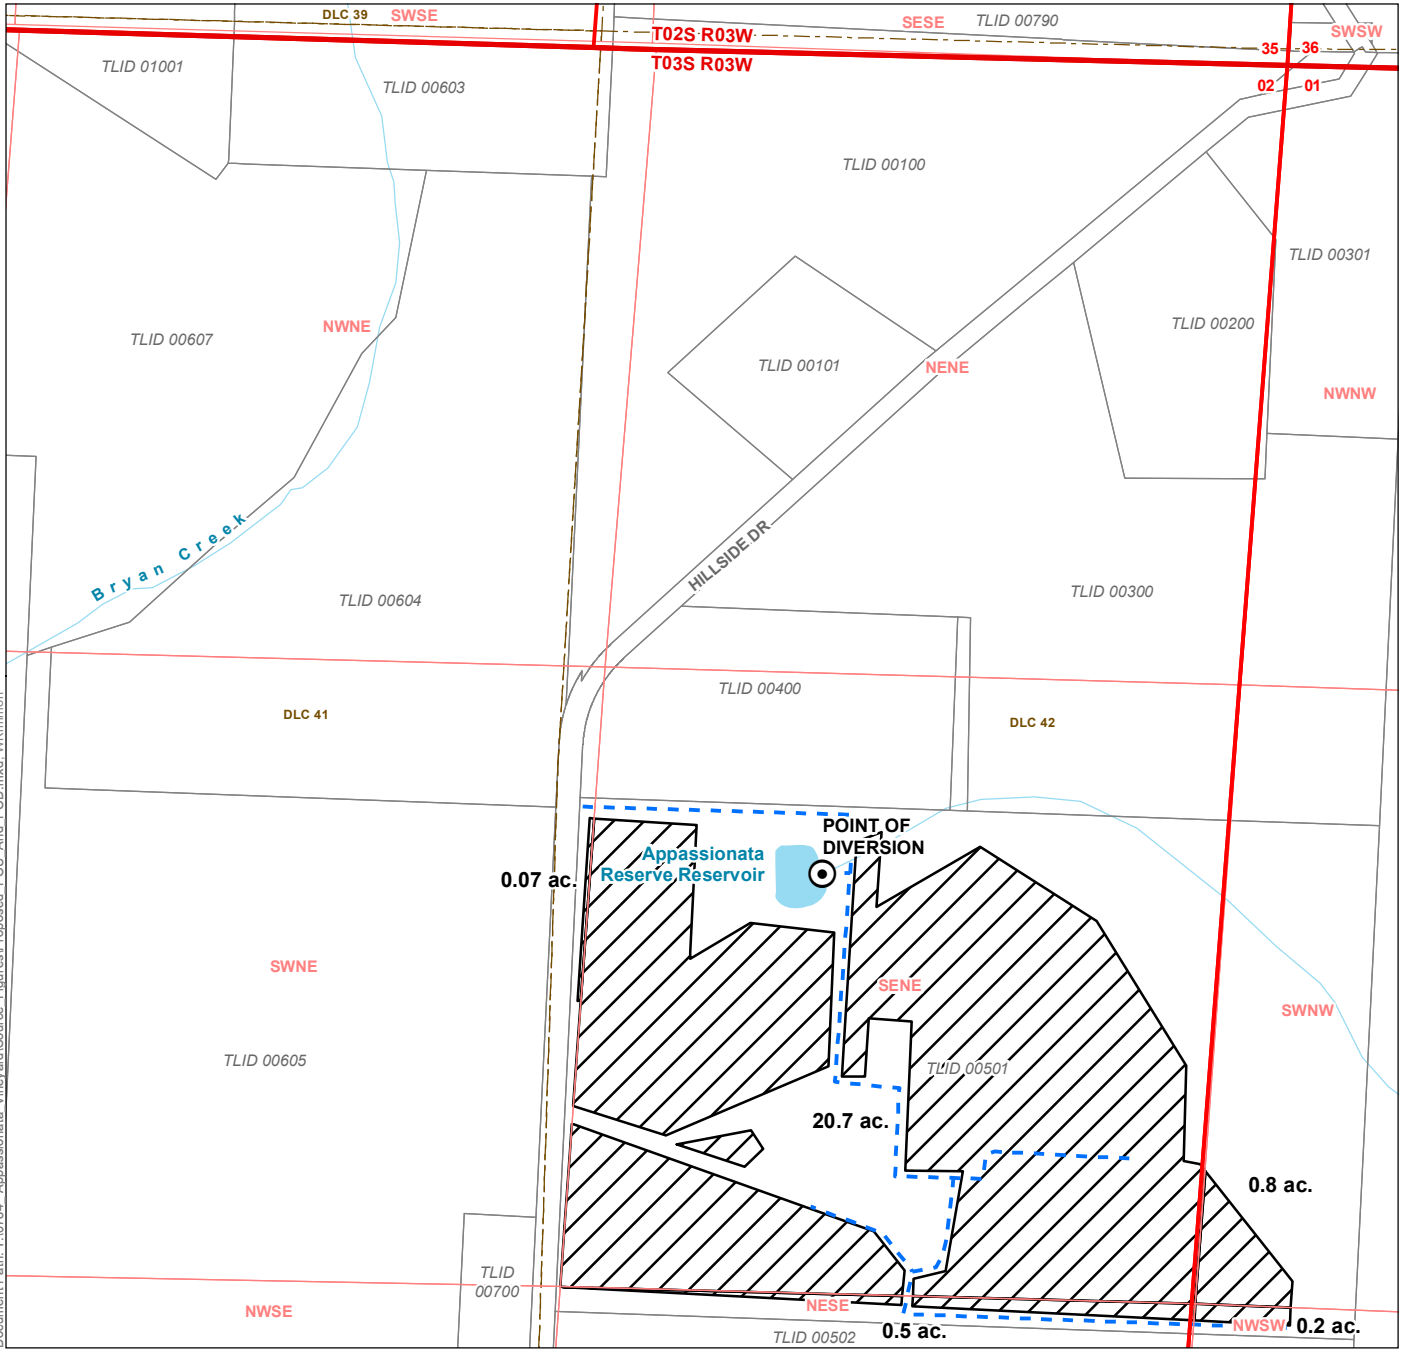 DLC 39
SWSE
SESE
TLID 00790
SWSW
T02S R03W
35
36
T03S R03W
02
01
TLID 01001
TLID 00603
TLID 00100
TLID 00301
TLID 00200
NWNE
TLID 00607
TLID 00101
NENE
NWNW
Bryan Creek
HILLSIDE DR
TLID 00604
TLID 00300
TLID 00400
DLC 41
DLC 42
POINT OF
DIVERSION
Appassionata
Reserve Reservoir
0.07 ac.
SWNE
SENE
SWNW
TLID 00605
TLID 00501
20.7 ac.
0.8 ac.
TLID
00700
NWSE
NESE
NWSW
0.2 ac.
0.5 ac.
TLID 00502